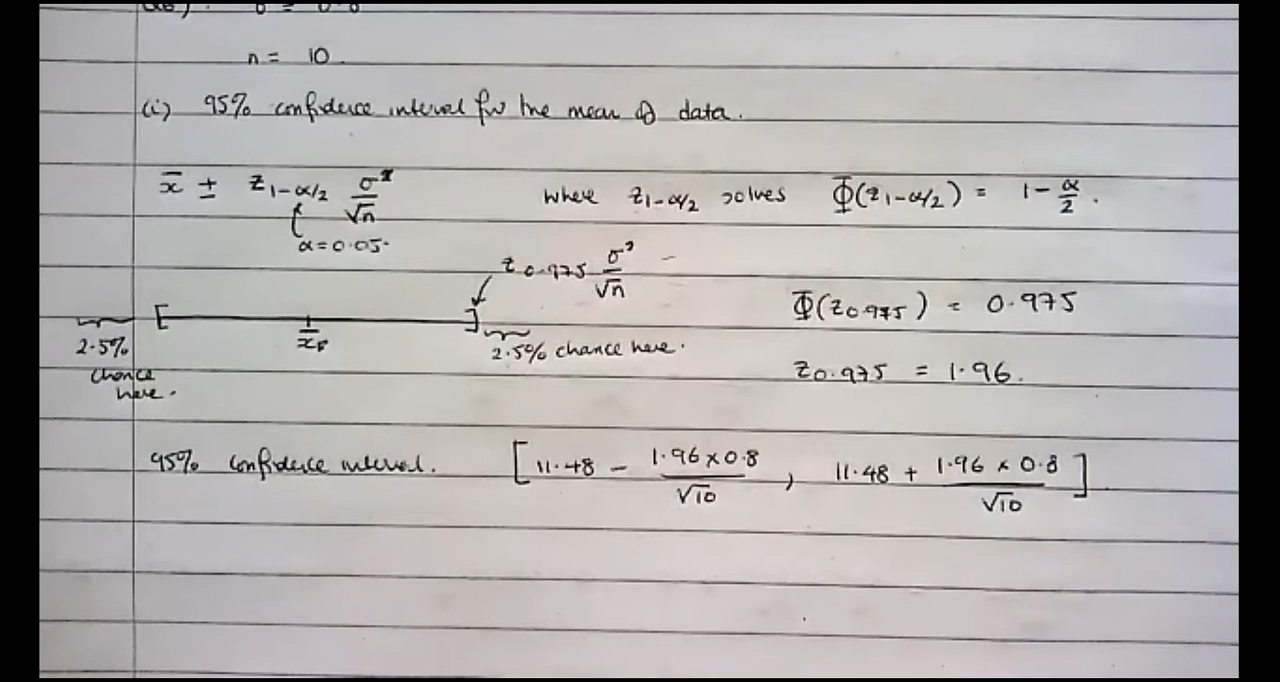 n = 10.
(i) 95% confidence interval for the mean of data.
x̄ ± z1-α/2 σ/√n where z1-α/2 solves Φ(z1-α/2) = 1 - α/2.
α = 0.05.
z0.975 σ/√n
Φ(z0.975) = 0.975
[ x̄ ]
2.5% chance here.
2.5% chance here.
z0.975 = 1.96.
95% confidence interval. [11.48 - 1.96 × 0.8/√10, 11.48 + 1.96 × 0.8/√10]